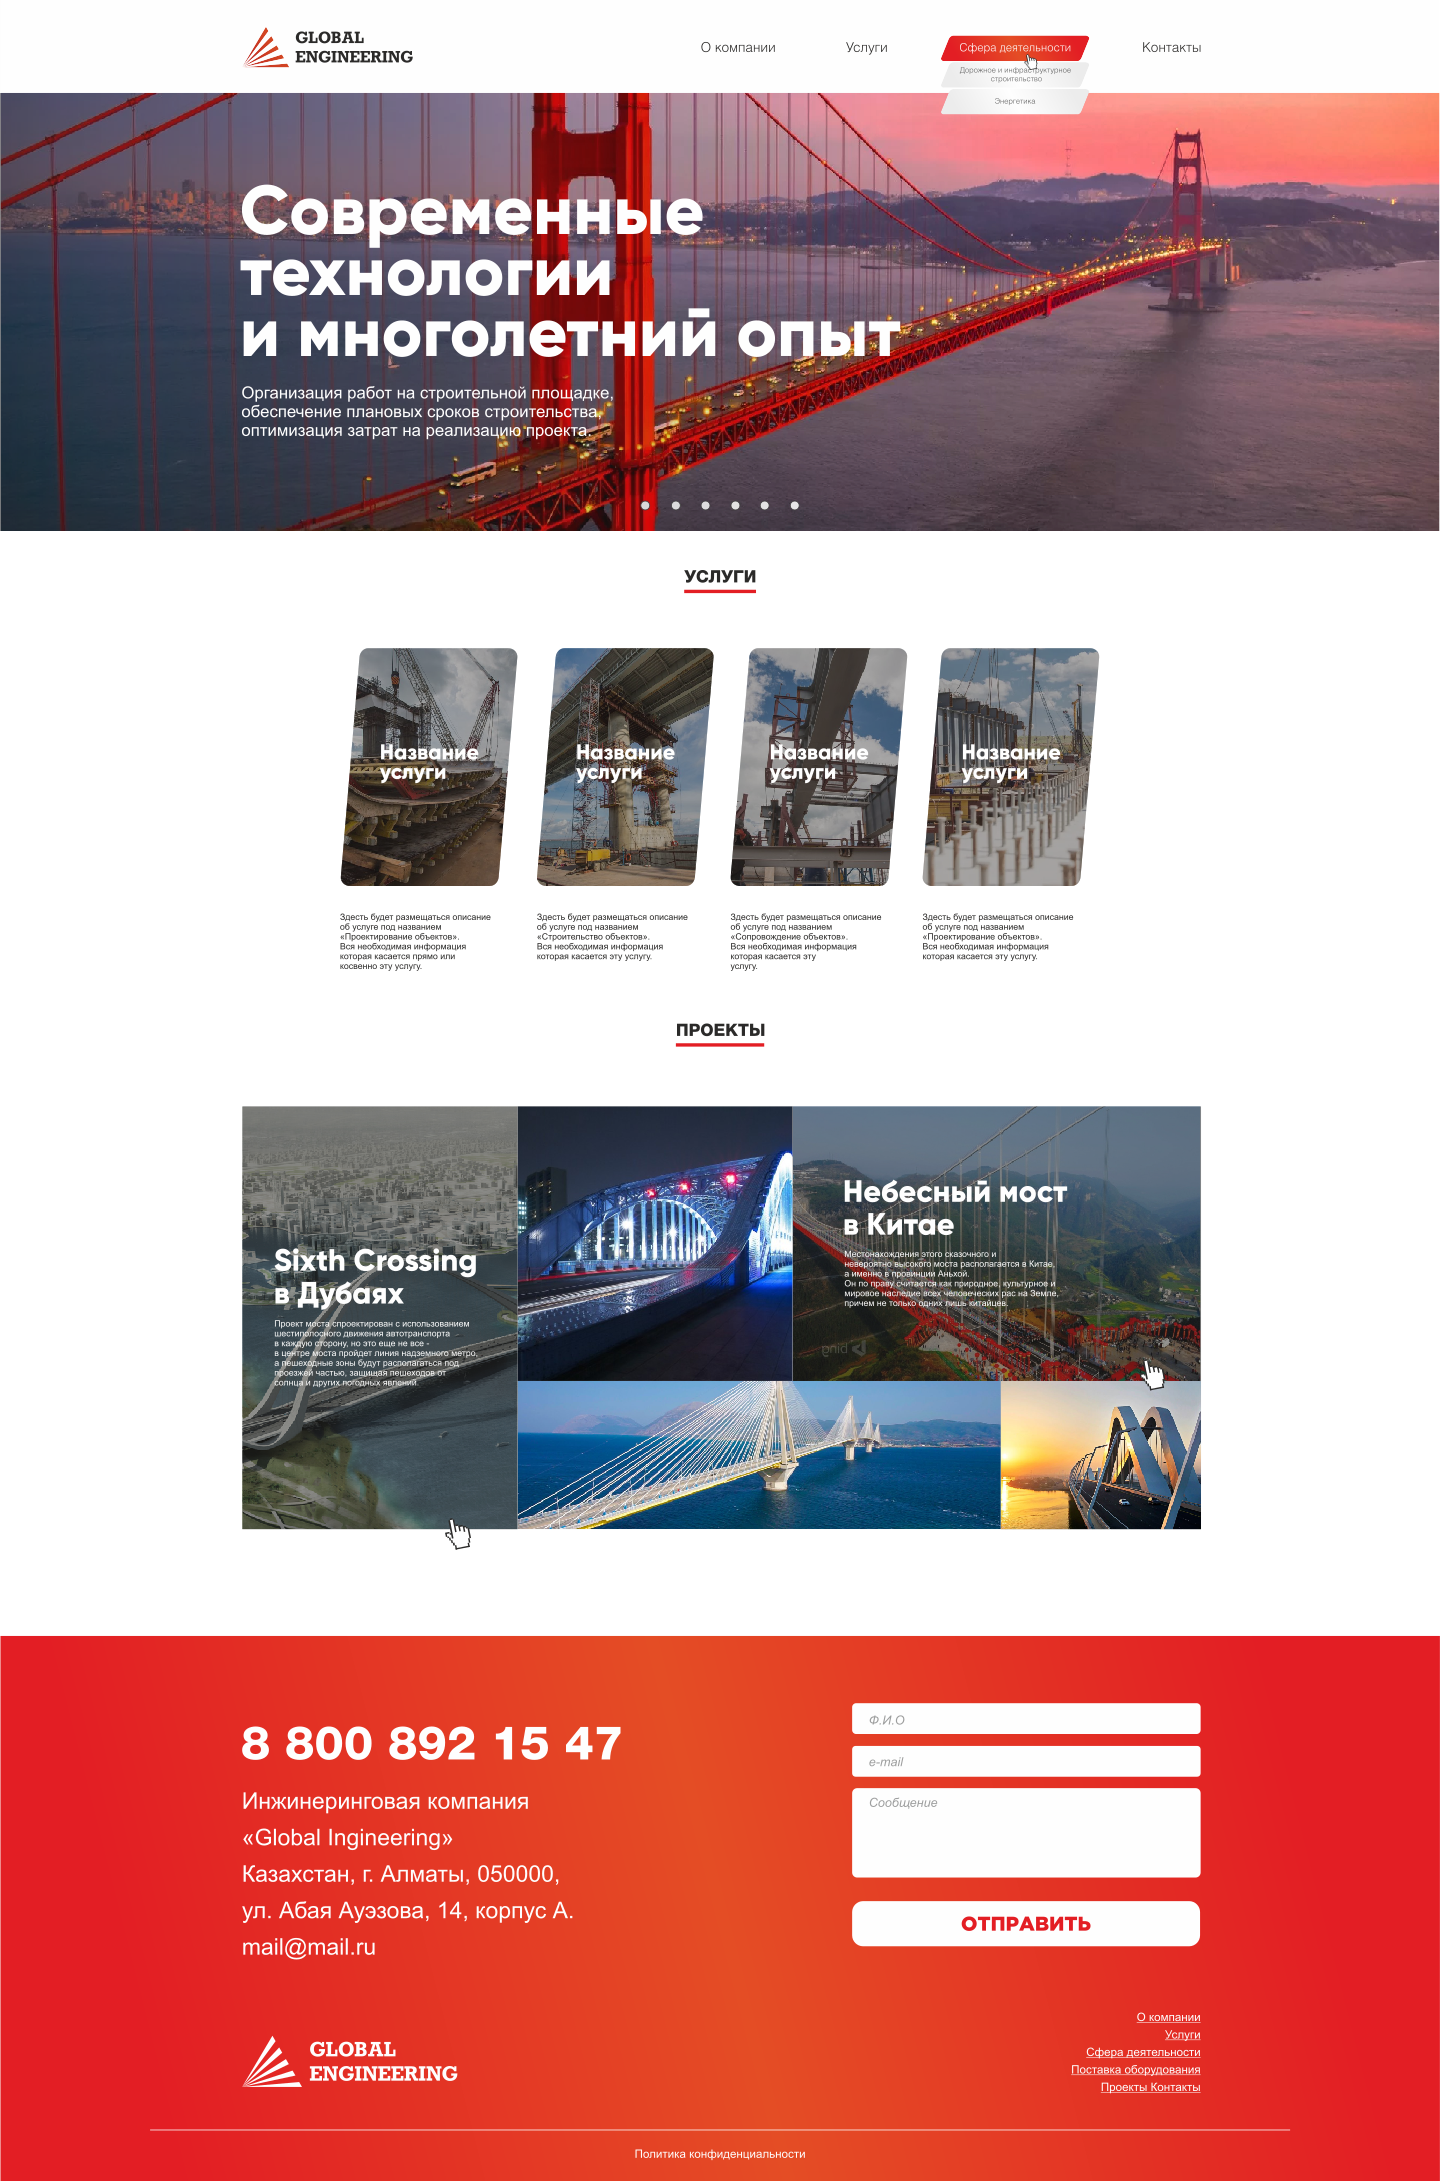 GLOBAL
ENGINEERING
О компании
Услуги
Сфера деятельности
Контакты
Дорожное и инфраструктурное
строительство
Энергетика
Современные
технологии
и многолетний опыт
Организация работ на строительной площадке,
обеспечение плановых сроков строительства,
оптимизация затрат на реализацию проекта.
УСЛУГИ
Название
услуги
Название
услуги
Название
услуги
Название
услуги
Здесть будет размещаться описание
об услуге под названием
«Проектирование объектов».
Вся необходимая информация
которая касается прямо или
косвенно эту услугу.
Здесть будет размещаться описание
об услуге под названием
«Строительство объектов».
Вся необходимая информация
которая касается эту услугу.
Здесть будет размещаться описание
об услуге под названием
«Сопровождение объектов».
Вся необходимая информация
которая касается эту
услугу.
Здесть будет размещаться описание
об услуге под названием
«Проектирование объектов».
Вся необходимая информация
которая касается эту услугу.
ПРОЕКТЫ
Sixth Crossing
в Дубаях
Проект моста спроектирован с использованием
шестиполосного движения автотранспорта
в каждую сторону, но это еще не все -
в центре моста пройдет линия надземного метро,
а пешеходные зоны будут располагаться под
проезжей частью, защищая пешеходов от
солнца и других погодных явлений.
Небесный мост
в Китае
Местонахождения этого сказочного и
невероятно высокого моста располагается в Китае,
а именно в провинции Аньхой.
Он по праву считается как природное, культурное и
мировое наследие всех человеческих рас на Земле,
причем не только одних лишь китайцев.
8 800 892 15 47
Инжинеринговая компания
«Global Ingineering»
Казахстан, г. Алматы, 050000,
ул. Абая Ауэзова, 14, корпус А.
mail@mail.ru
Ф.И.О
e-mail
Сообщение
ОТПРАВИТЬ
GLOBAL
ENGINEERING
О компании
Услуги
Сфера деятельности
Поставка оборудования
Проекты Контакты
Политика конфиденциальности